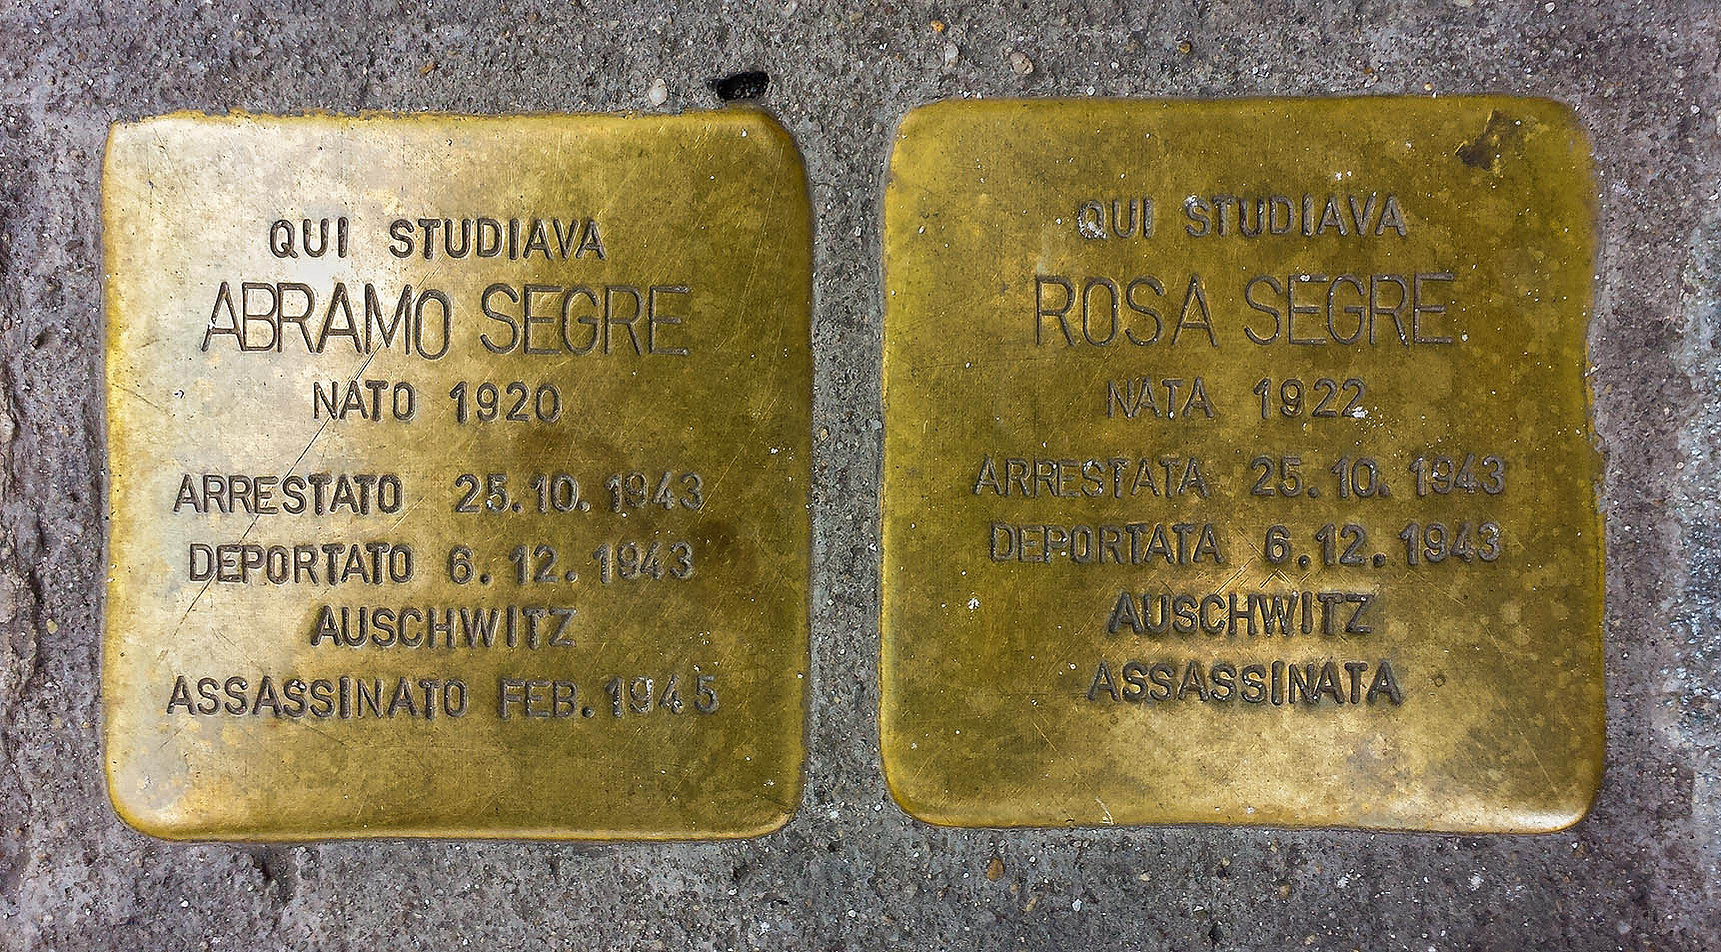 QUI STUDIAVA
ABRAMO SEGRE
NATO 1920
ARRESTATO 25.10.1943
DEPORTATO 6.12.1943
AUSCHWITZ
ASSASSINATO FEB.1945
QUI STUDIAVA
ROSA SEGRE
NATA 1922
ARRESTATA 25.10.1943
DEPORTATA 6.12.1943
AUSCHWITZ
ASSASSINATA